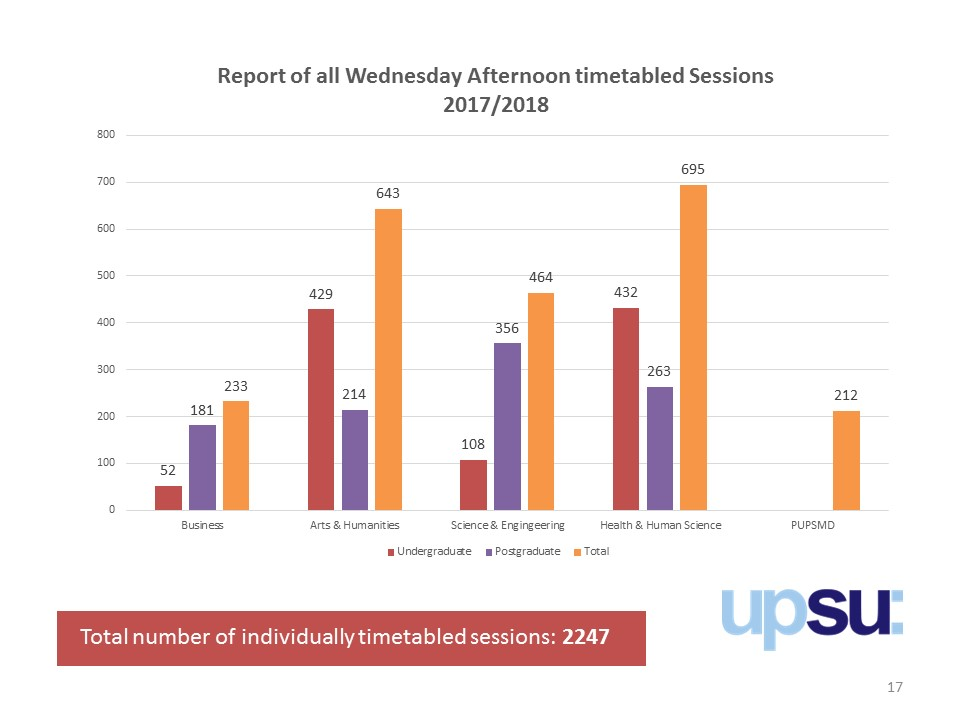 Report of all Wednesday Afternoon timetabled Sessions
2017/2018
800
700
600
500
400
300
200
100
0
52
181
233
429
214
643
108
356
464
432
263
695
212
Business
Arts & Humanities
Science & Engingeering
Health & Human Science
PUPSMD
Undergraduate
Postgraduate
Total
Total number of individually timetabled sessions: 2247
upsu:
17